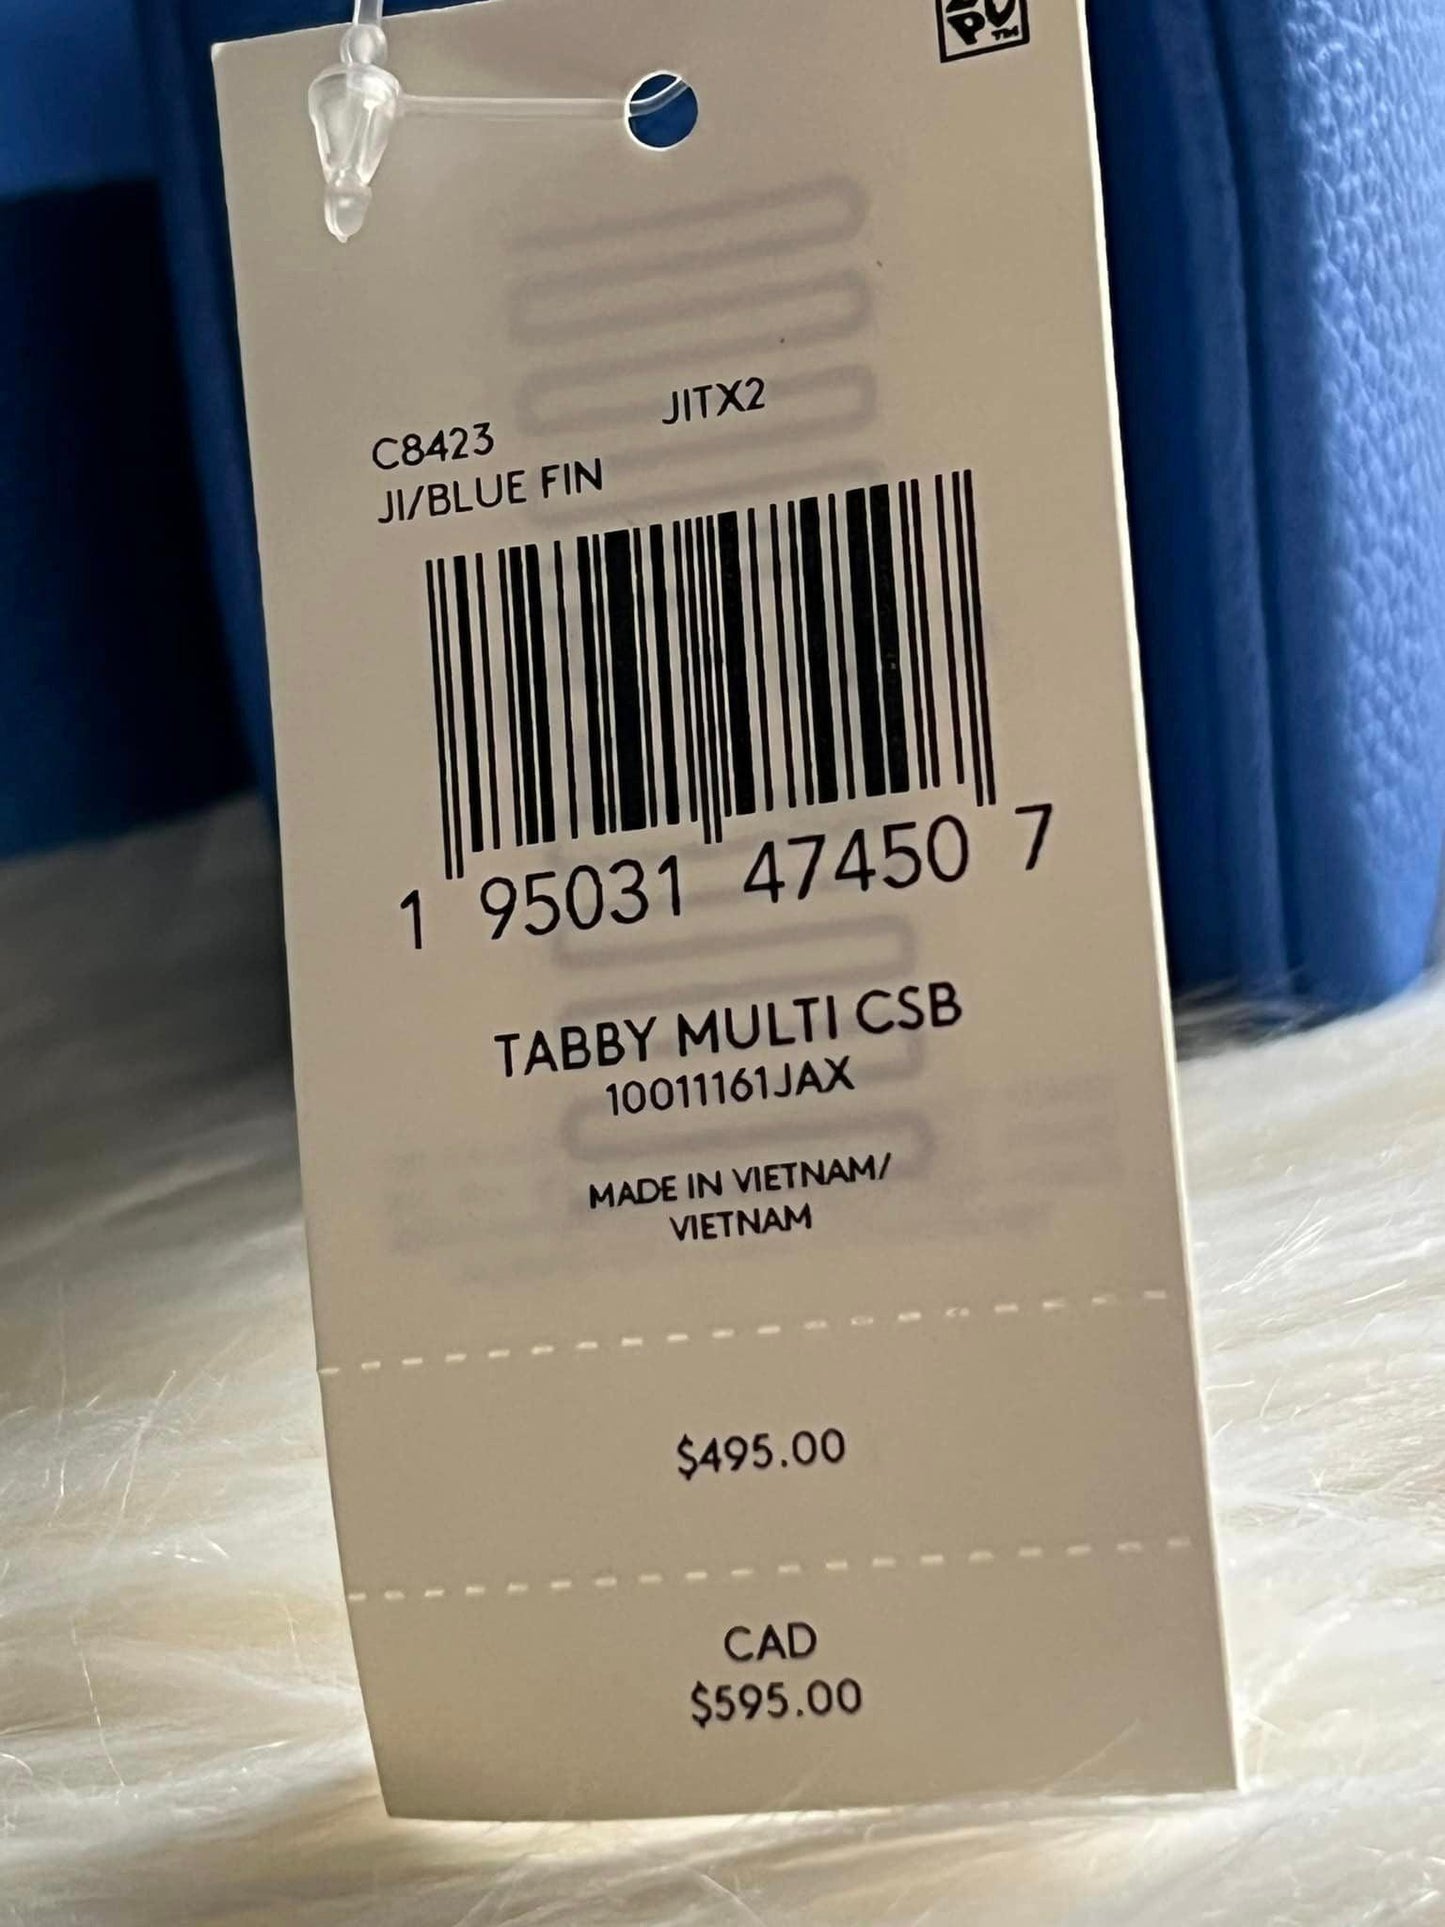 PU™
C8423 JITX2
JI/BLUE FIN
1 95031 47450 7
TABBY MULTI CSB
10011161JAX
MADE IN VIETNAM/
VIETNAM
$495.00
CAD
$595.00